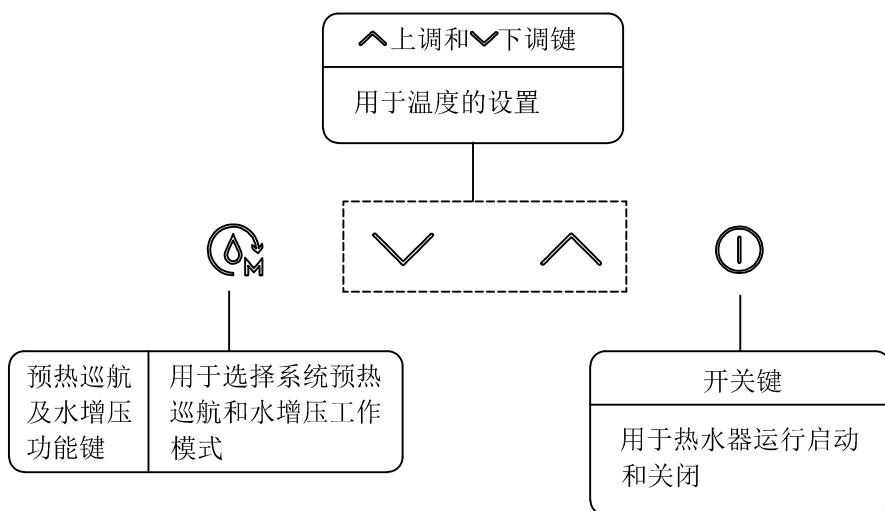 上调和下调键
用于温度的设置
M
预热巡航
及水增压
功能键
用于选择系统预热
巡航和水增压工作
模式
开关键
用于热水器运行启动
和关闭